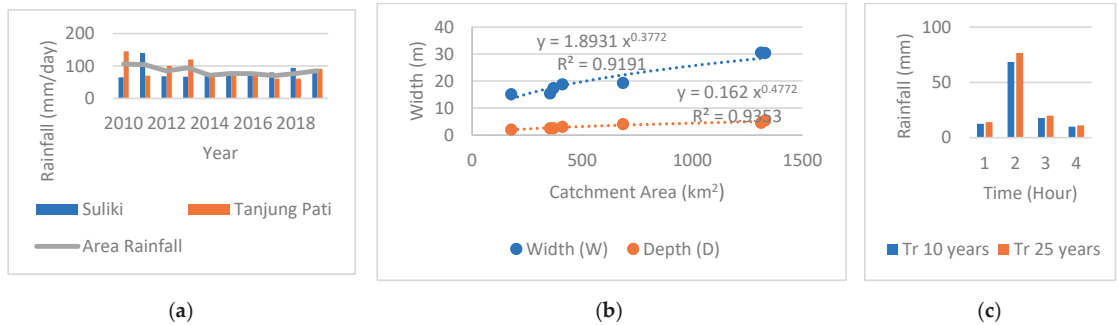 Rainfall (mm/day)
200
100
0
2010 2012 2014 2016 2018
Year
Suliki
Tanjung Pati
Area Rainfall
(a)
Width (m)
40
30
20
10
0
y = 1.8931 x^0.3772
R² = 0.9191
y = 0.162 x^0.4772
R² = 0.9353
0 500 1000 1500
Catchment Area (km²)
Width (W)
Depth (D)
(b)
Rainfall (mm)
100
50
0
1 2 3 4
Time (Hour)
Tr 10 years
Tr 25 years
(c)